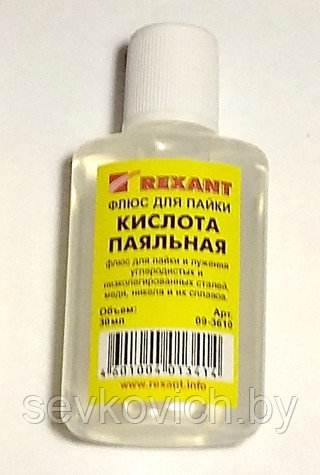 REXANT
ФЛЮС ДЛЯ ПАЙКИ
КИСЛОТА
ПАЯЛЬНАЯ
флюс для пайки и лужения
углеродистых и
низколегированных сталей,
меди, никеля и их сплавов.
Объем: Арт.
30мл 09-3610
4601004013414
www.rexant.info
sevkovich.by